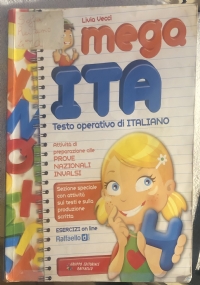 Livia Vecci
mega
ITA
Testo operativo di ITALIANO
Attività di
preparazione alle
PROVE
NAZIONALI
INVALSI
Sezione speciale
con attività
sui testi e sulla
produzione
scritta
ESERCIZI on line
Raffaello
4